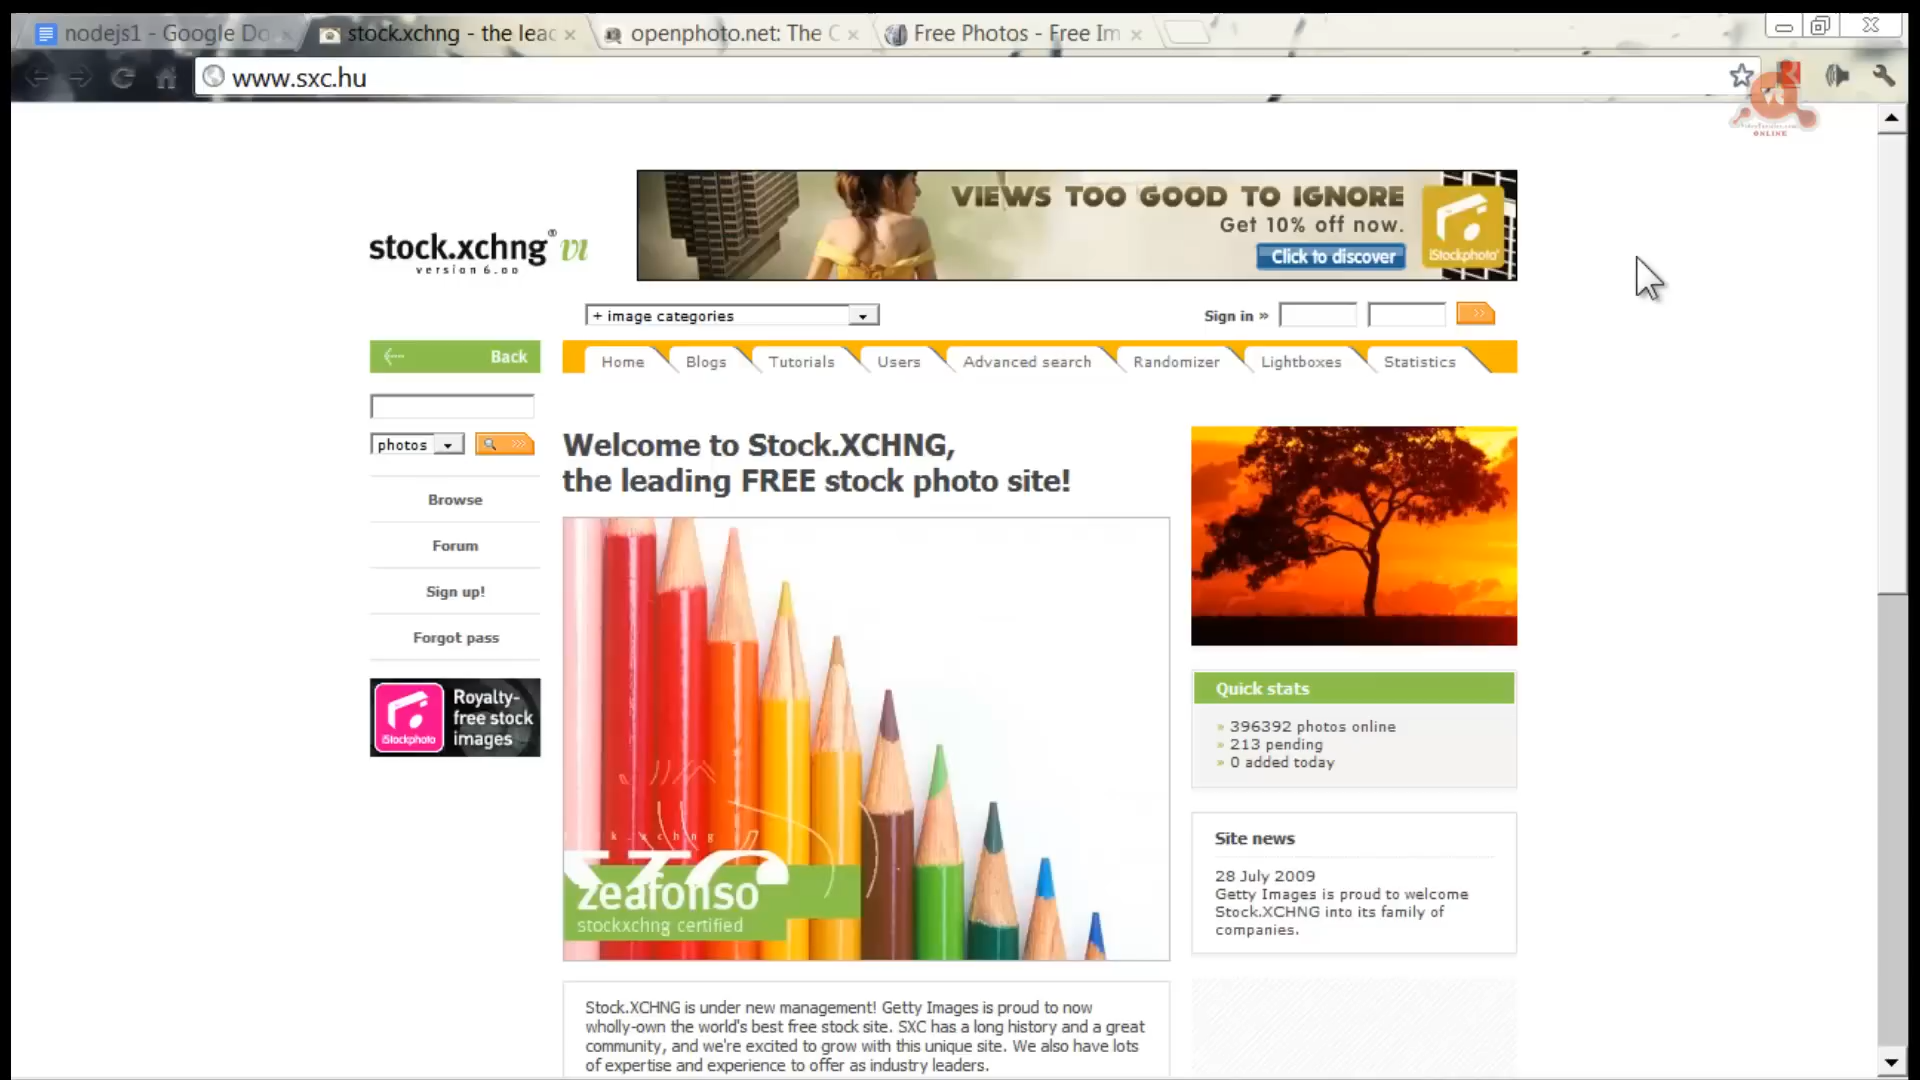 nodejs1 - Google Do
stock.xchng - the lead
openphoto.net: The C
Free Photos - Free Im
www.sxc.hu
ONLINE
VIEWS TOO GOOD TO IGNORE
Get 10% off now.
Click to discover
iStockphoto
stock.xchng® VI
version 6.00
+ image categories
Sign in »
Back
Home
Blogs
Tutorials
Users
Advanced search
Randomizer
Lightboxes
Statistics
photos
Browse
Forum
Sign up!
Forgot pass
iStockphoto
Royalty-
free stock
images
Welcome to Stock.XCHNG,
the leading FREE stock photo site!
zeafonso
stockxchng certified
Quick stats
» 396392 photos online
» 213 pending
» 0 added today
Site news
28 July 2009
Getty Images is proud to welcome
Stock.XCHNG into its family of
companies.
Stock.XCHNG is under new management! Getty Images is proud to now
wholly-own the world's best free stock site. SXC has a long history and a great
community, and we're excited to grow with this unique site. We also have lots
of expertise and experience to offer as industry leaders.